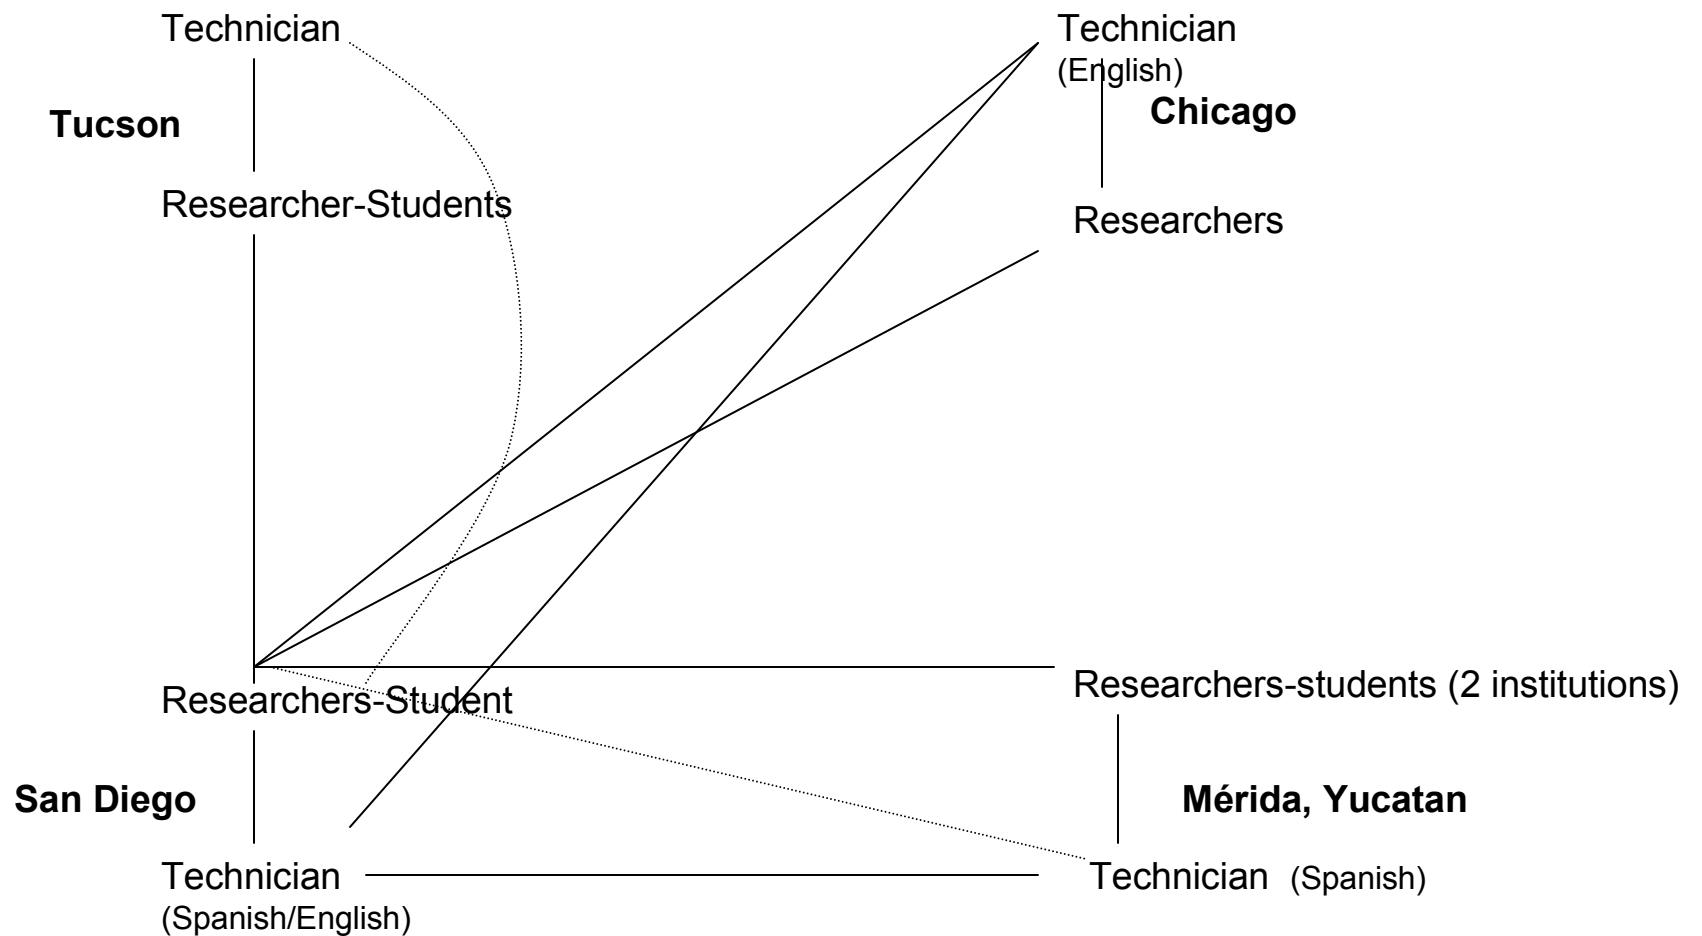 Technician
Tucson
Researcher-Students
Technician
(English)
Chicago
Researchers
Researchers-Student
San Diego
Technician
(Spanish/English)
Researchers-students (2 institutions)
Mérida, Yucatan
Technician (Spanish)